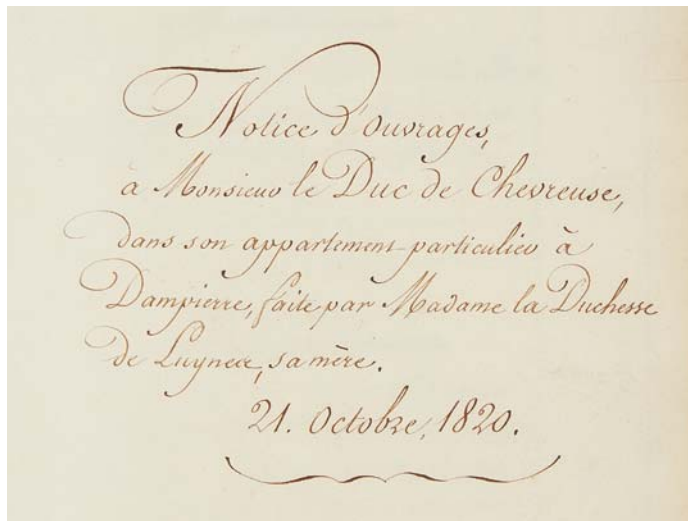 Notice d'ouvrages,
à Monsieur le Duc de Chevreuse,
dans son appartement particulier à
Dampierre, faite par Madame la Duchesse
de Luynes, sa mère.
21. Octobre, 1820.